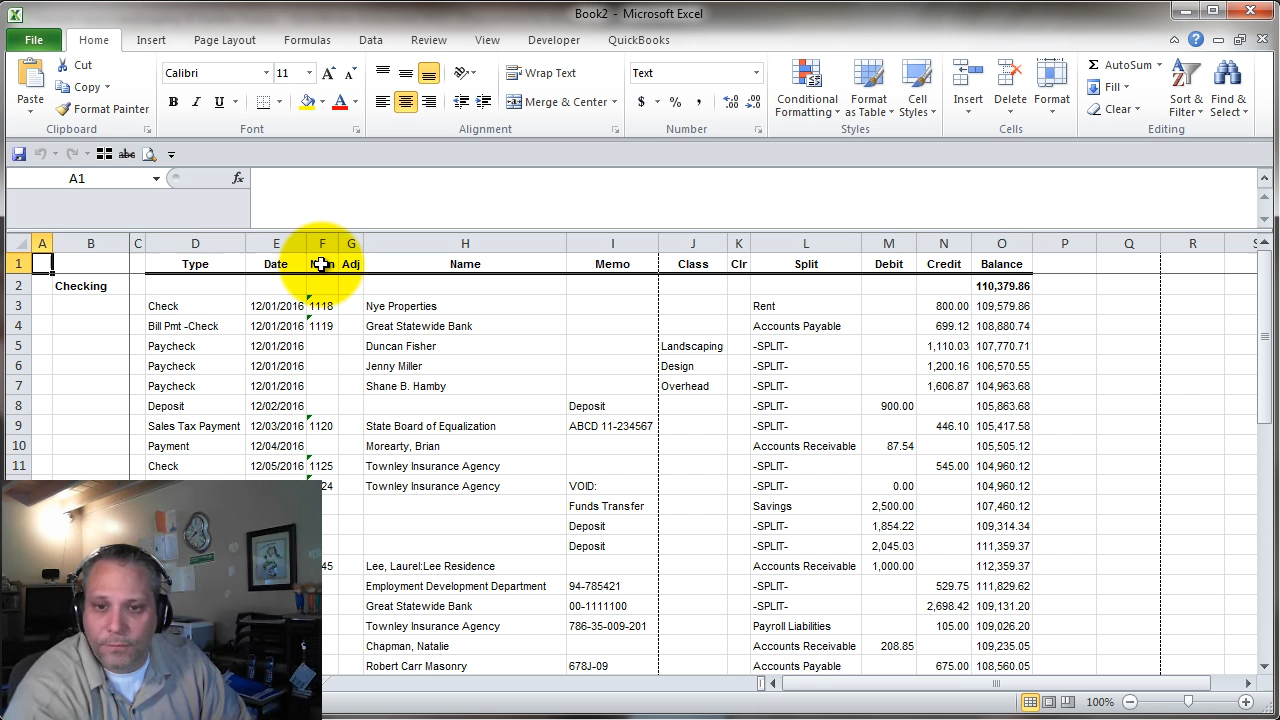 Book2 - Microsoft Excel
File Home Insert Page Layout Formulas Data Review View Developer QuickBooks
Paste Cut Copy Format Painter Clipboard
Calibri 11 B I U A A A Font
Wrap Text Merge & Center Alignment
Text $ % , Number
Conditional Formatting Format as Table Cell Styles Styles
Insert Delete Format Cells
AutoSum Fill Clear Sort & Filter Find & Select Editing
abc
A1 fx
A B C D E F G H I J K L M N O P Q R S
1 Type Date Adj Name Memo Class Clr Split Debit Credit Balance
2 Checking 110,379.86
3 Check 12/01/2016 1118 Nye Properties Rent 800.00 109,579.86
4 Bill Pmt -Check 12/01/2016 1119 Great Statewide Bank Accounts Payable 699.12 108,880.74
5 Paycheck 12/01/2016 Duncan Fisher Landscaping -SPLIT- 1,110.03 107,770.71
6 Paycheck 12/01/2016 Jenny Miller Design -SPLIT- 1,200.16 106,570.55
7 Paycheck 12/01/2016 Shane B. Hamby Overhead -SPLIT- 1,606.87 104,963.68
8 Deposit 12/02/2016 Deposit -SPLIT- 900.00 105,863.68
9 Sales Tax Payment 12/03/2016 1120 State Board of Equalization ABCD 11-234567 -SPLIT- 446.10 105,417.58
10 Payment 12/04/2016 Morearty, Brian Accounts Receivable 87.54 105,505.12
11 Check 12/05/2016 1125 Townley Insurance Agency -SPLIT- 545.00 104,960.12
24 Townley Insurance Agency VOID: -SPLIT- 0.00 104,960.12
Funds Transfer Savings 2,500.00 107,460.12
Deposit -SPLIT- 1,854.22 109,314.34
Deposit -SPLIT- 2,045.03 111,359.37
45 Lee, Laurel:Lee Residence Accounts Receivable 1,000.00 112,359.37
Employment Development Department 94-785421 -SPLIT- 529.75 111,829.62
Great Statewide Bank 00-1111100 -SPLIT- 2,698.42 109,131.20
Townley Insurance Agency 786-35-009-201 Payroll Liabilities 105.00 109,026.20
Chapman, Natalie Accounts Receivable 208.85 109,235.05
Robert Carr Masonry 678J-09 Accounts Payable 675.00 108,560.05
100%